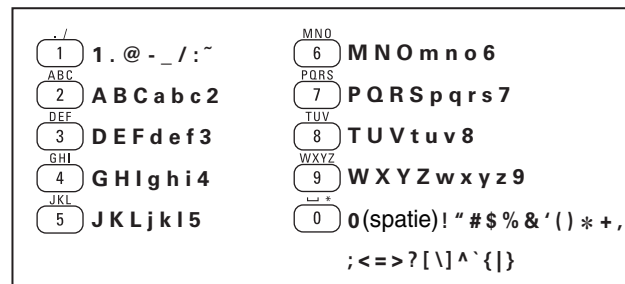 ./
1 1 . @ - _ / : ~
ABC
2 A B C a b c 2
DEF
3 D E F d e f 3
GHI
4 G H I g h i 4
JKL
5 J K L j k l 5
MNO
6 M N O m n o 6
PQRS
7 P Q R S p q r s 7
TUV
8 T U V t u v 8
WXYZ
9 W X Y Z w x y z 9
␣ *
0 0 (spatie) ! “ # $ % & ‘ ( ) * + ,
; < = > ? [ \ ] ^ ` { | }